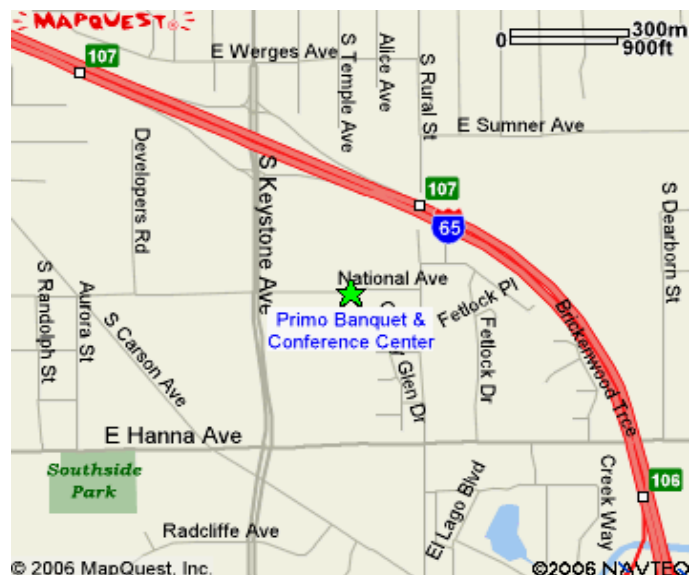 MAPQUEST
300m
0
900ft
107
E Werges Ave
S Temple Ave
Alice Ave
S Rural St
E Sumner Ave
Developers Rd
S Keystone Ave
107
65
S Dearborn St
National Ave
Fetlock Pl
S Randolph St
Aurora St
S Carson Ave
Primo Banquet &
Conference Center
Glen Dr
Fetlock Dr
Brickenwood Trce
E Hanna Ave
Southside
Park
El Lago Blvd
Creek Way
106
Radcliffe Ave
© 2006 MapQuest, Inc.
©2006 NAVTEQ